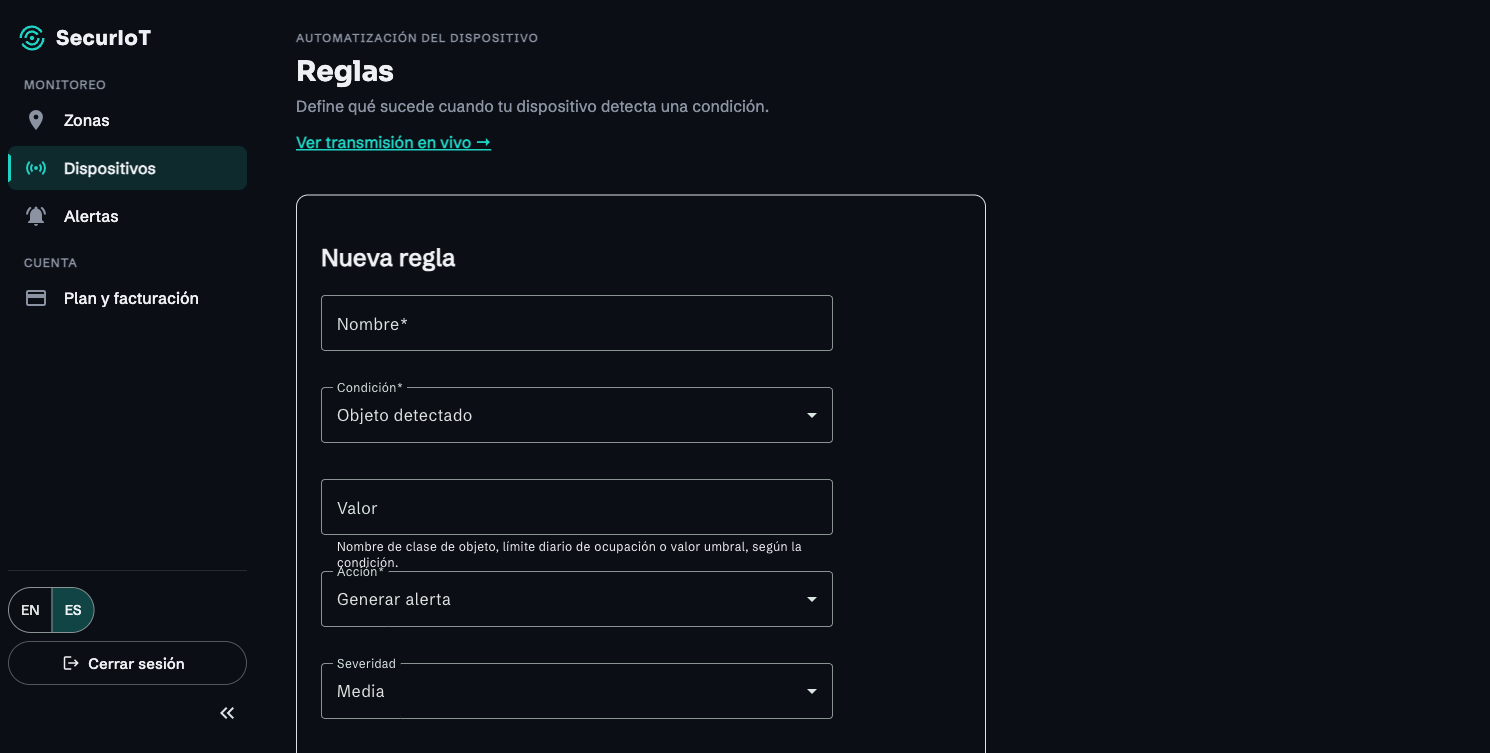 SecurIoT
MONITOREO
Zonas
Dispositivos
Alertas
CUENTA
Plan y facturación
EN
ES
Cerrar sesión
AUTOMATIZACIÓN DEL DISPOSITIVO
Reglas
Define qué sucede cuando tu dispositivo detecta una condición.
Ver transmisión en vivo →
Nueva regla
Nombre*
Condición*
Objeto detectado
Valor
Nombre de clase de objeto, límite diario de ocupación o valor umbral, según la
condición.
Acción*
Generar alerta
Severidad
Media